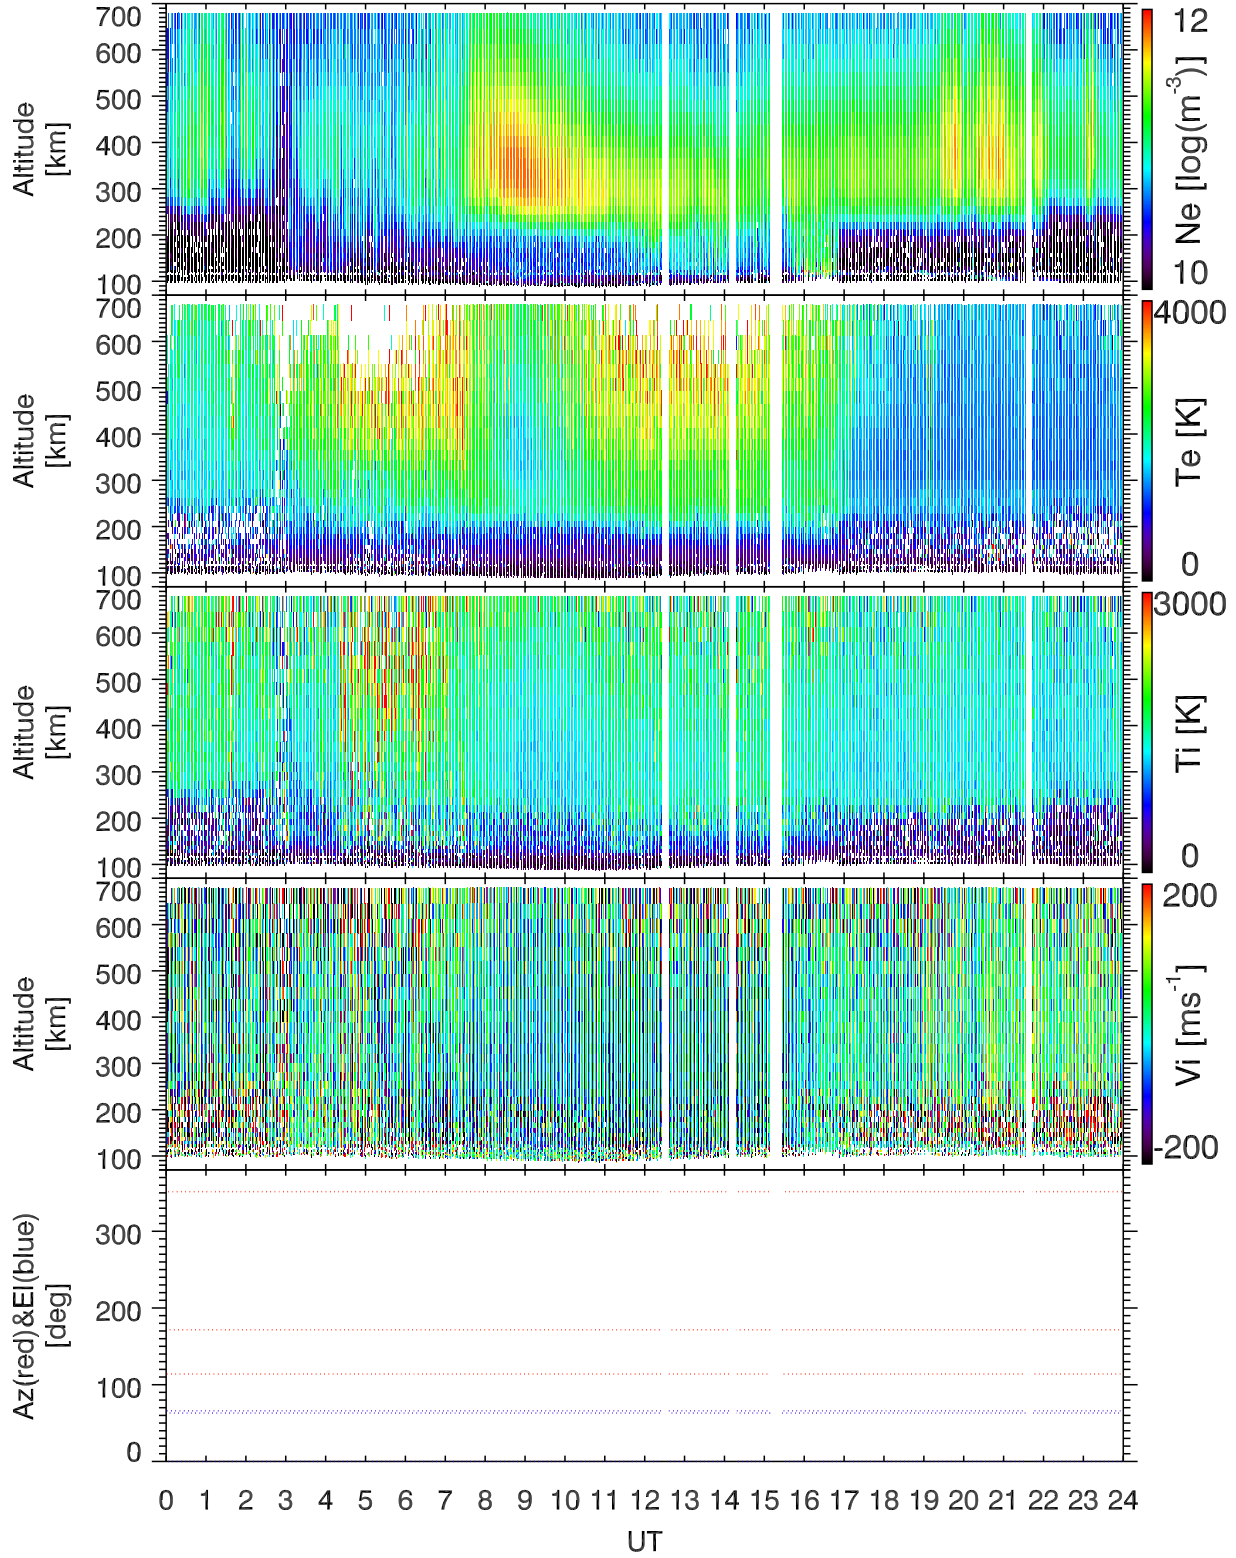 700
600
500
400
300
200
100
Altitude
[km]
12
10
Ne [log(m⁻³)]
700
600
500
400
300
200
100
Altitude
[km]
4000
0
Te [K]
700
600
500
400
300
200
100
Altitude
[km]
3000
0
Ti [K]
700
600
500
400
300
200
100
Altitude
[km]
200
-200
Vi [ms⁻¹]
300
200
100
0
Az(red)&El(blue)
[deg]
0 1 2 3 4 5 6 7 8 9 10 11 12 13 14 15 16 17 18 19 20 21 22 23 24
UT